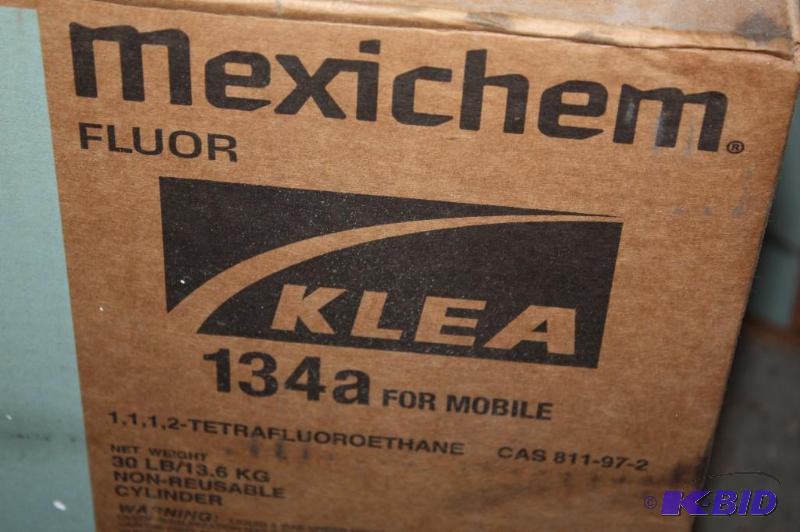 mexichem®
FLUOR
KLEA
134a FOR MOBILE
1,1,1,2-TETRAFLUOROETHANE CAS 811-97-2
NET WEIGHT
30 LB/13.6 KG
NON-REUSABLE
CYLINDER
WARNING:
© K-BID